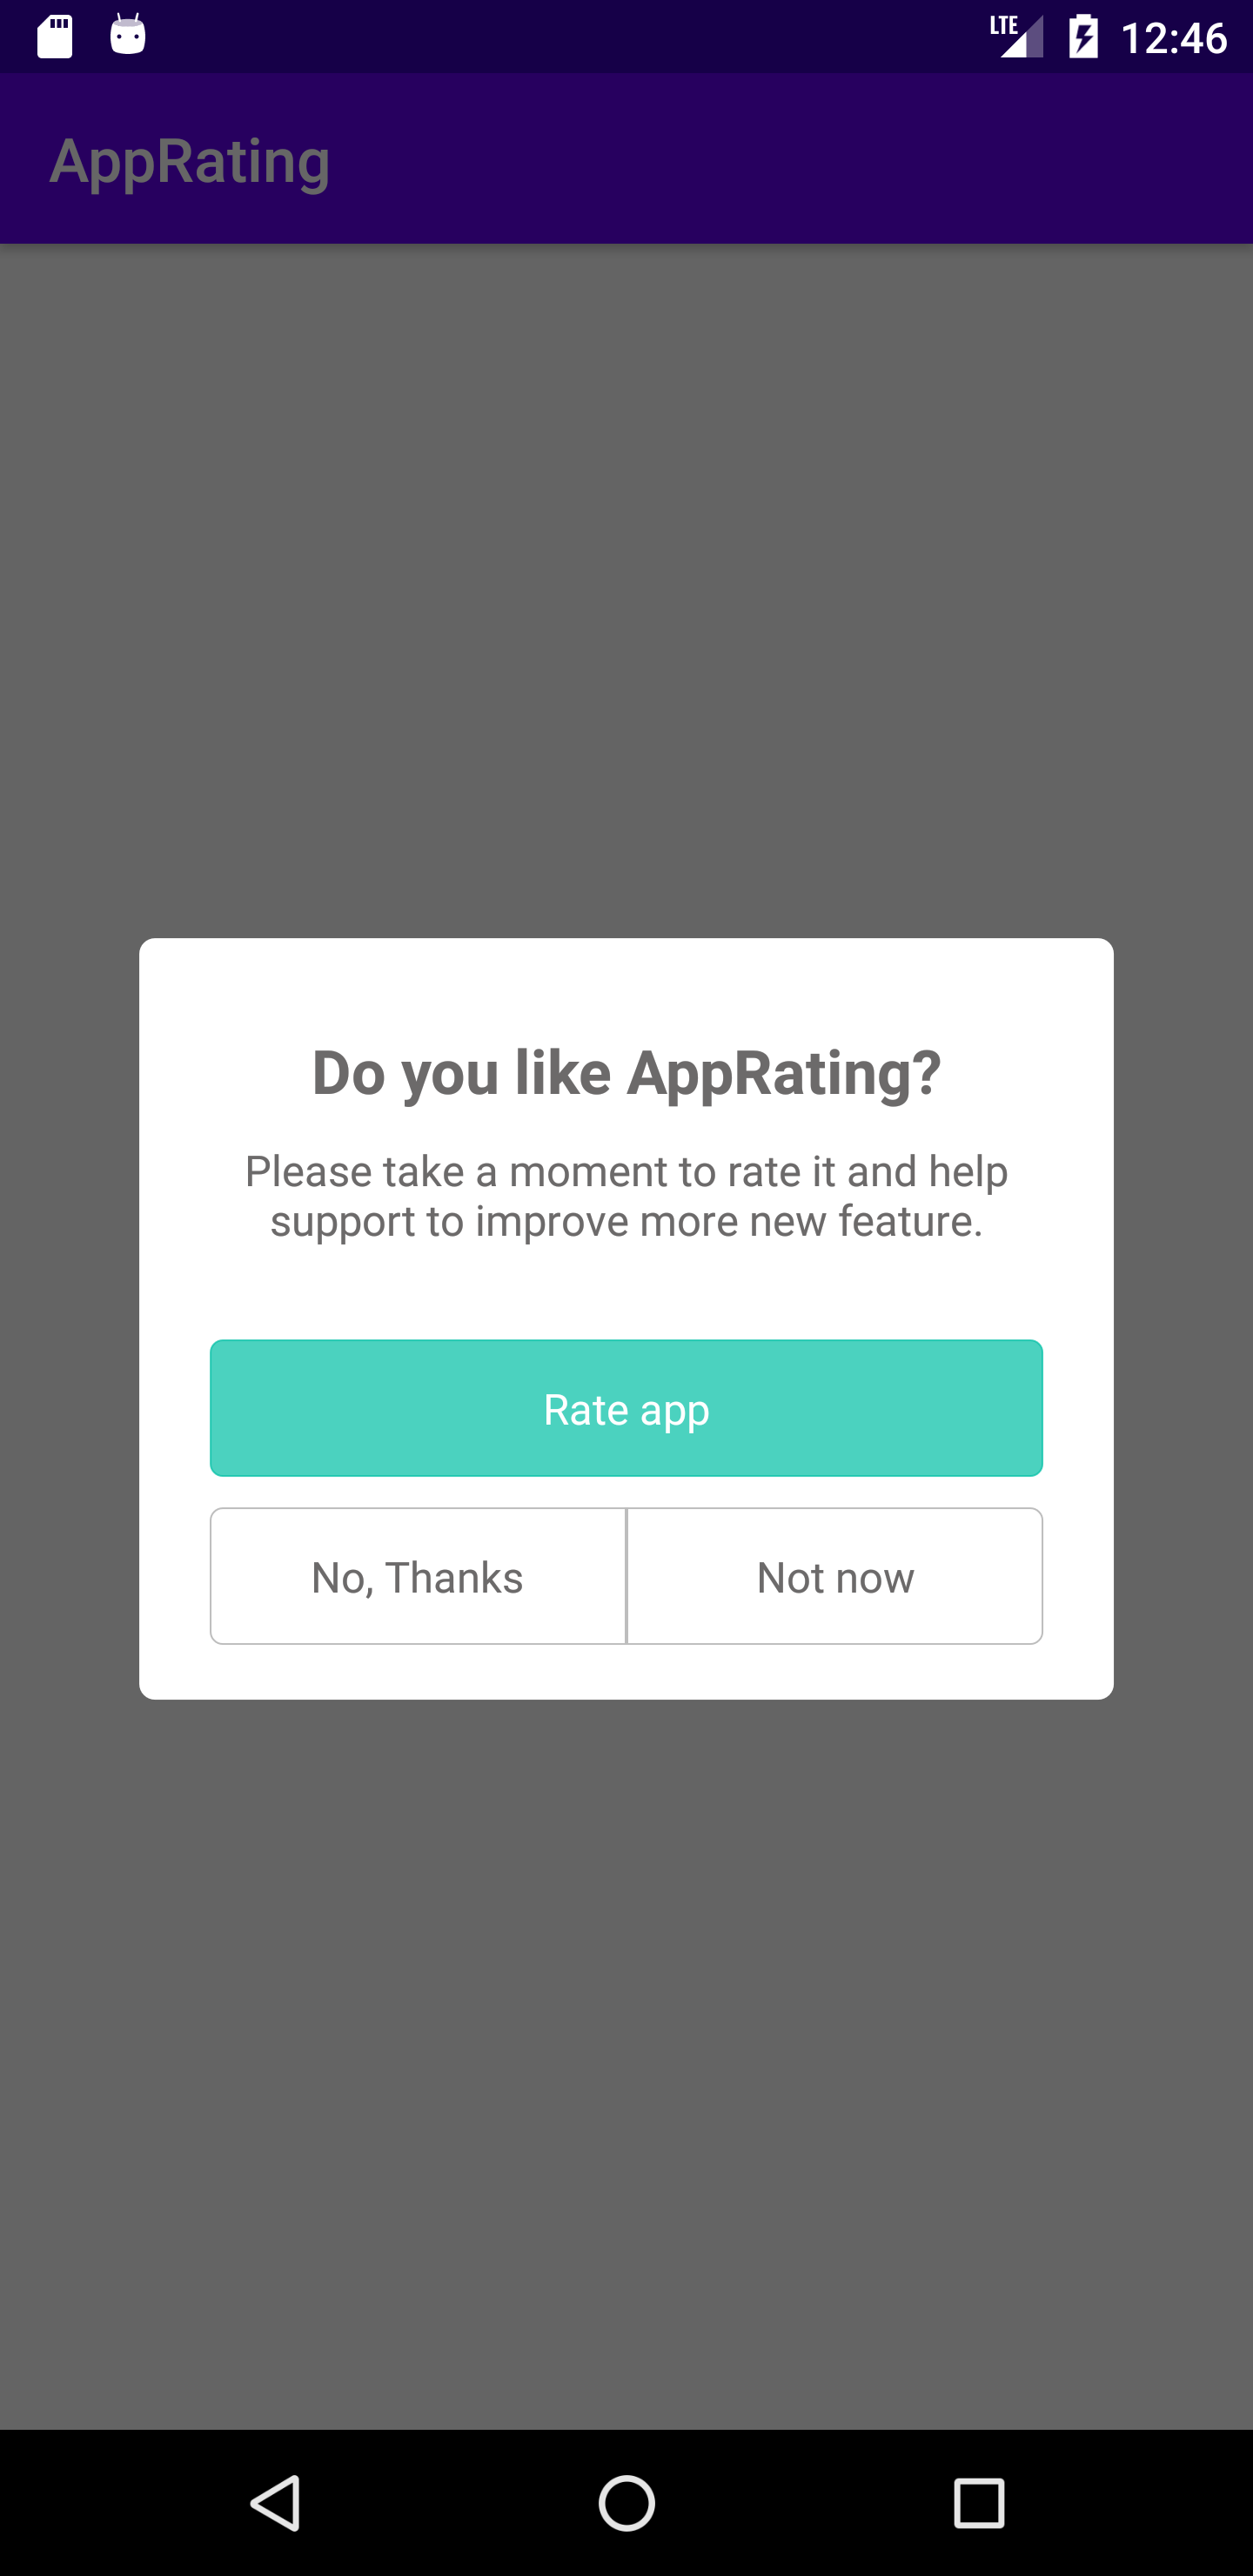 LTE 12:46
AppRating
Do you like AppRating?
Please take a moment to rate it and help
support to improve more new feature.
Rate app
No, Thanks
Not now